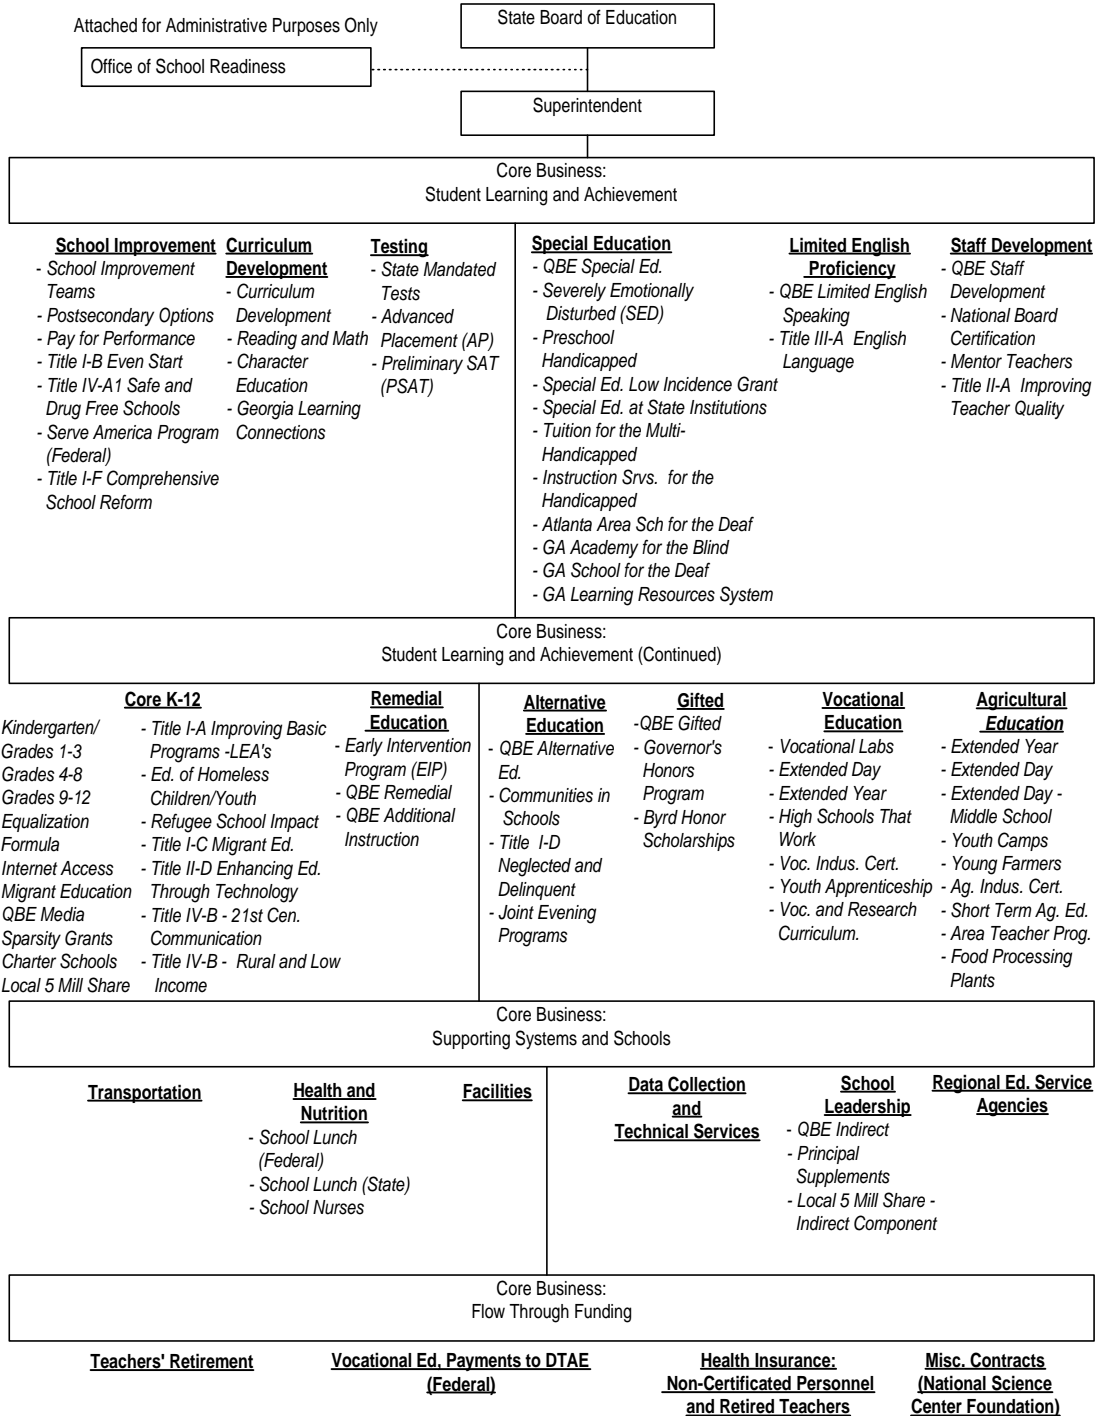 State Board of Education
Attached for Administrative Purposes Only
Office of School Readiness
Superintendent
Core Business:
Student Learning and Achievement
School Improvement
- School Improvement
Teams
- Postsecondary Options
- Pay for Performance
- Title I-B Even Start
- Title IV-A1 Safe and
Drug Free Schools
- Serve America Program
(Federal)
- Title I-F Comprehensive
School Reform
Curriculum
Development
- Curriculum
Development
- Reading and Math
- Character
Education
- Georgia Learning
Connections
Testing
- State Mandated
Tests
- Advanced
Placement (AP)
- Preliminary SAT
(PSAT)
Special Education
- QBE Special Ed.
- Severely Emotionally
Disturbed (SED)
- Preschool
Handicapped
- Special Ed. Low Incidence Grant
- Special Ed. at State Institutions
- Tuition for the Multi-
Handicapped
- Instruction Srvs. for the
Handicapped
- Atlanta Area Sch for the Deaf
- GA Academy for the Blind
- GA School for the Deaf
- GA Learning Resources System
Limited English
Proficiency
- QBE Limited English
Speaking
- Title III-A English
Language
Staff Development
- QBE Staff
Development
- National Board
Certification
- Mentor Teachers
- Title II-A Improving
Teacher Quality
Core Business:
Student Learning and Achievement (Continued)
Core K-12
Kindergarten/
Grades 1-3
Grades 4-8
Grades 9-12
Equalization
Formula
Internet Access
Migrant Education
QBE Media
Sparsity Grants
Charter Schools
Local 5 Mill Share
- Title I-A Improving Basic
Programs -LEA's
- Ed. of Homeless
Children/Youth
- Refugee School Impact
- Title I-C Migrant Ed.
- Title II-D Enhancing Ed.
Through Technology
- Title IV-B - 21st Cen.
Communication
- Title IV-B - Rural and Low
Income
Remedial
Education
- Early Intervention
Program (EIP)
- QBE Remedial
- QBE Additional
Instruction
Alternative
Education
- QBE Alternative
Ed.
- Communities in
Schools
- Title I-D
Neglected and
Delinquent
- Joint Evening
Programs
Gifted
-QBE Gifted
- Governor's
Honors
Program
- Byrd Honor
Scholarships
Vocational
Education
- Vocational Labs
- Extended Day
- Extended Year
- High Schools That
Work
- Voc. Indus. Cert.
- Youth Apprenticeship
- Voc. and Research
Curriculum.
Agricultural
Education
- Extended Year
- Extended Day
- Extended Day -
Middle School
- Youth Camps
- Young Farmers
- Ag. Indus. Cert.
- Short Term Ag. Ed.
- Area Teacher Prog.
- Food Processing
Plants
Core Business:
Supporting Systems and Schools
Transportation
Health and
Nutrition
- School Lunch
(Federal)
- School Lunch (State)
- School Nurses
Facilities
Data Collection
and
Technical Services
School
Leadership
- QBE Indirect
- Principal
Supplements
- Local 5 Mill Share -
Indirect Component
Regional Ed. Service
Agencies
Core Business:
Flow Through Funding
Teachers' Retirement
Vocational Ed, Payments to DTAE
(Federal)
Health Insurance:
Non-Certificated Personnel
and Retired Teachers
Misc. Contracts
(National Science
Center Foundation)